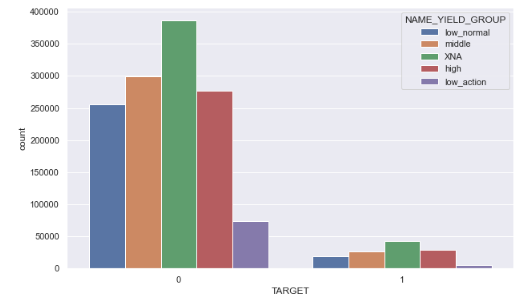 400000
350000
300000
250000
200000
150000
100000
50000
0
count
0
1
TARGET
NAME_YIELD_GROUP
low_normal
middle
XNA
high
low_action